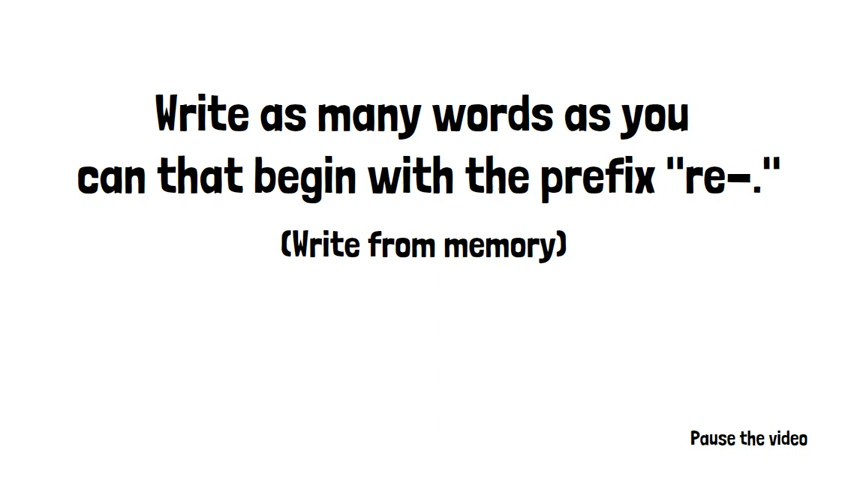 Write as many words as you
can that begin with the prefix "re-."
(Write from memory)
Pause the video